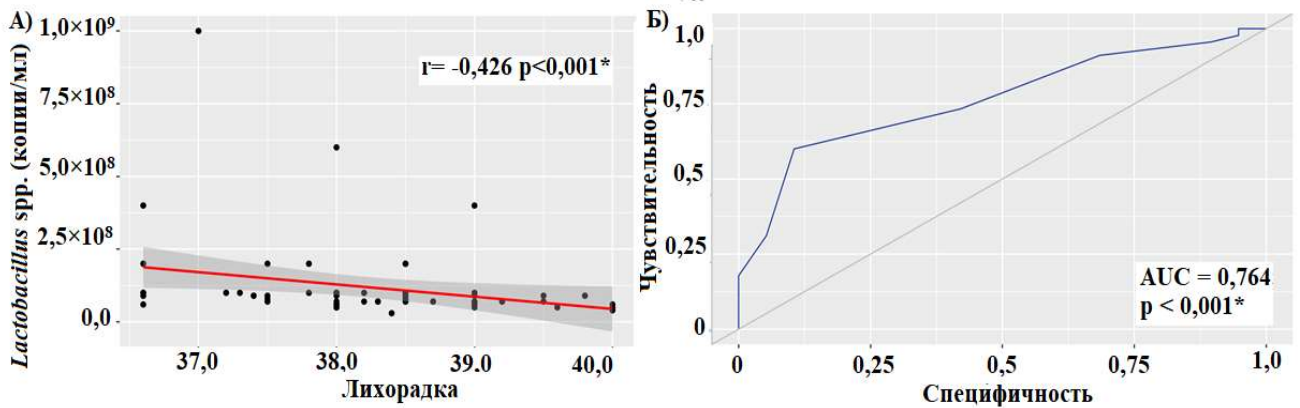 А)
Lactobacillus spp. (копии/мл)
1,0×10⁹
7,5×10⁸
5,0×10⁸
2,5×10⁸
0,0
r= -0,426 p<0,001*
37,0 38,0 39,0 40,0
Лихорадка
Б)
Чувствительность
1,0
0,75
0,5
0,25
0
AUC = 0,764
p < 0,001*
0 0,25 0,5 0,75 1,0
Специфичность